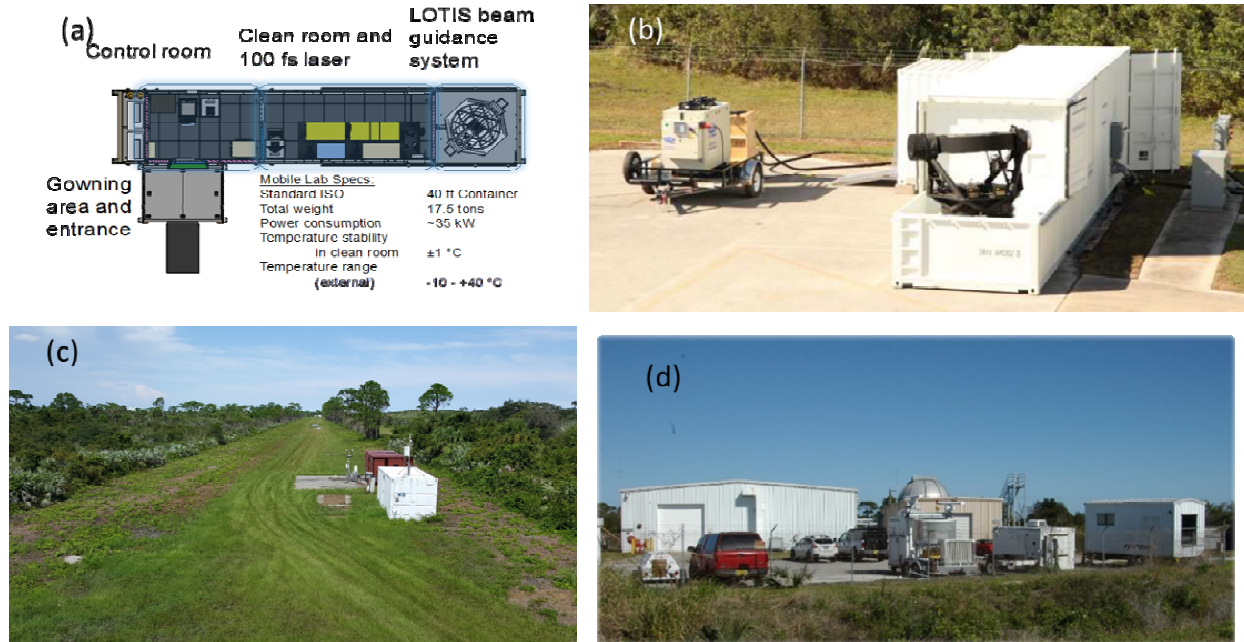 (a)
Control room
Clean room and
100 fs laser
LOTIS beam
guidance
system
Gowning
area and
entrance
Mobile Lab Specs:
Standard ISO 40 ft Container
Total weight 17.5 tons
Power consumption ~35 kW
Temperature stability
in clean room ±1 °C
Temperature range
(external) -10 - +40 °C
(b)
(c)
(d)